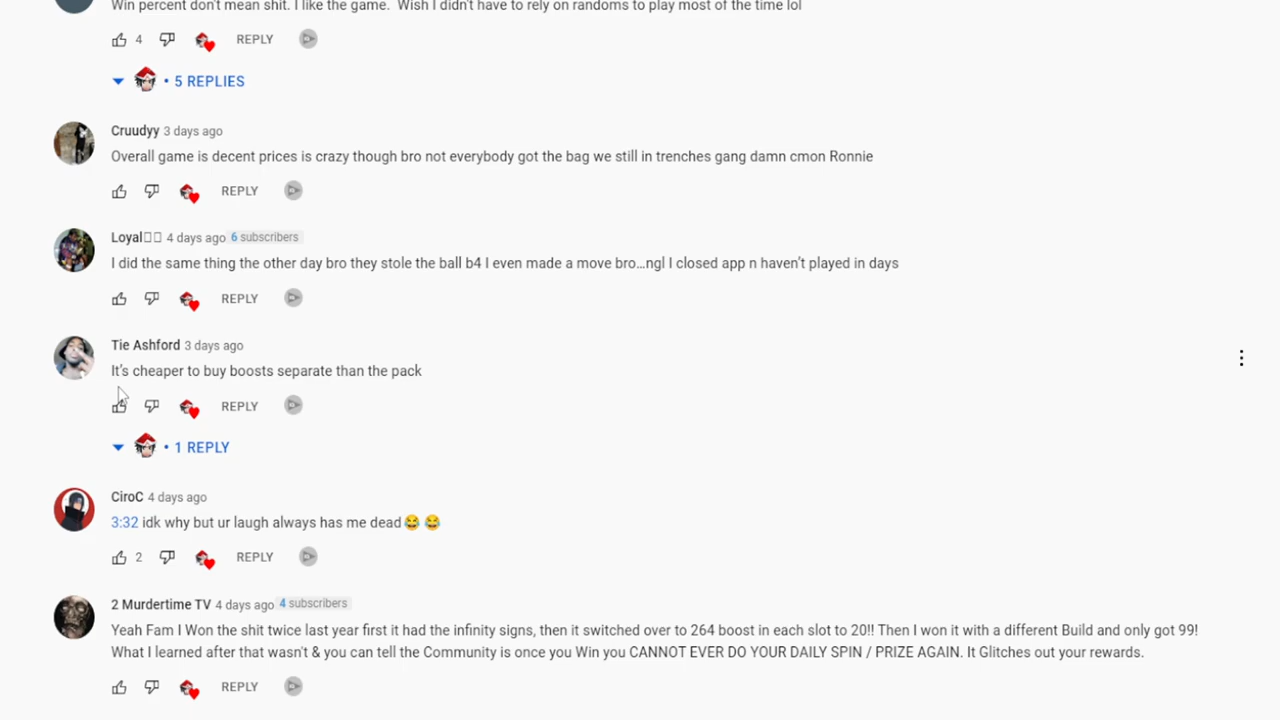 Win percent don't mean shit. I like the game. Wish I didn't have to rely on randoms to play most of the time lol
4 REPLY
• 5 REPLIES
Cruudyy 3 days ago
Overall game is decent prices is crazy though bro not everybody got the bag we still in trenches gang damn cmon Ronnie
REPLY
Loyal 4 days ago 6 subscribers
I did the same thing the other day bro they stole the ball b4 I even made a move bro...ngl I closed app n haven't played in days
REPLY
Tie Ashford 3 days ago
It's cheaper to buy boosts separate than the pack
REPLY
• 1 REPLY
CiroC 4 days ago
3:32 idk why but ur laugh always has me dead😂 😂
2 REPLY
2 Murdertime TV 4 days ago 4 subscribers
Yeah Fam I Won the shit twice last year first it had the infinity signs, then it switched over to 264 boost in each slot to 20!! Then I won it with a different Build and only got 99!
What I learned after that wasn't & you can tell the Community is once you Win you CANNOT EVER DO YOUR DAILY SPIN / PRIZE AGAIN. It Glitches out your rewards.
REPLY